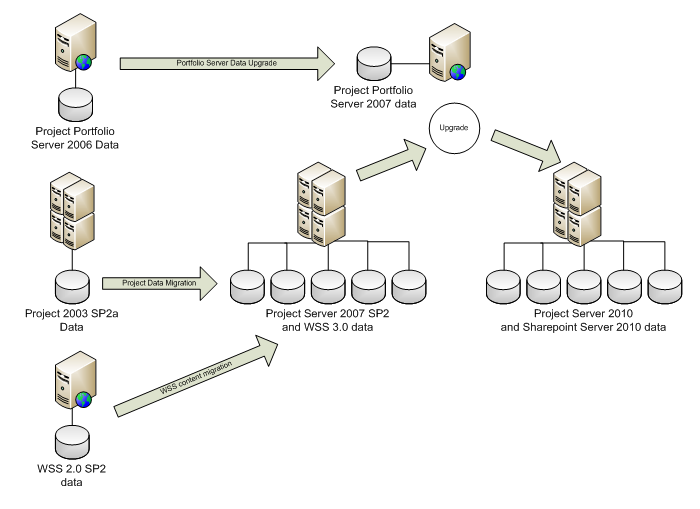 Portfolio Server Data Upgrade
Project Portfolio
Server 2006 Data
Project Portfolio
Server 2007 data
Upgrade
Project Data Migration
Project 2003 SP2a
Data
Project Server 2007 SP2
and WSS 3.0 data
Project Server 2010
and Sharepoint Server 2010 data
WSS content migration
WSS 2.0 SP2
data